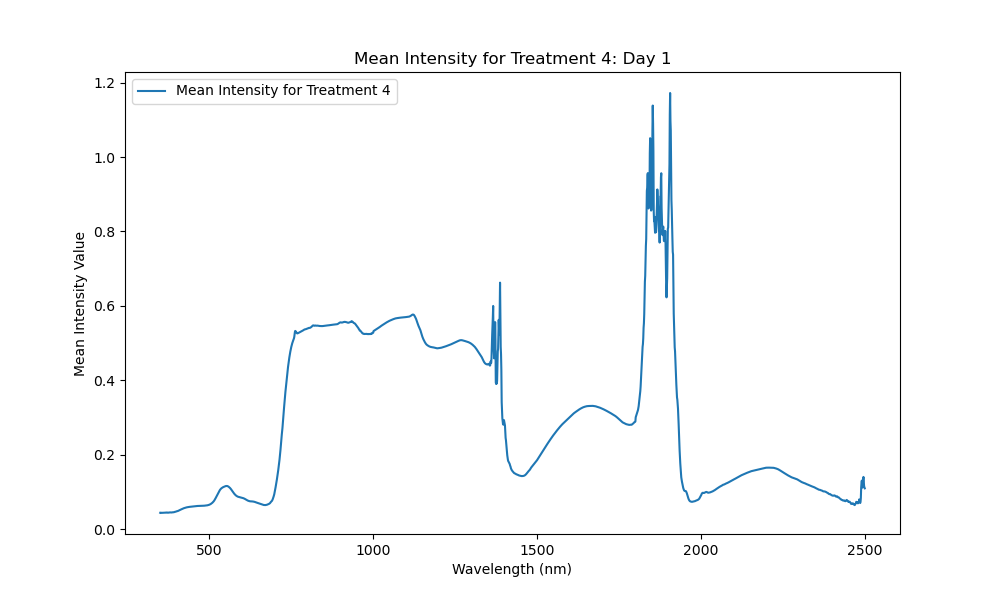 Mean Intensity for Treatment 4: Day 1
Mean Intensity for Treatment 4
1.2
1.0
0.8
0.6
0.4
0.2
0.0
Mean Intensity Value
500 1000 1500 2000 2500
Wavelength (nm)